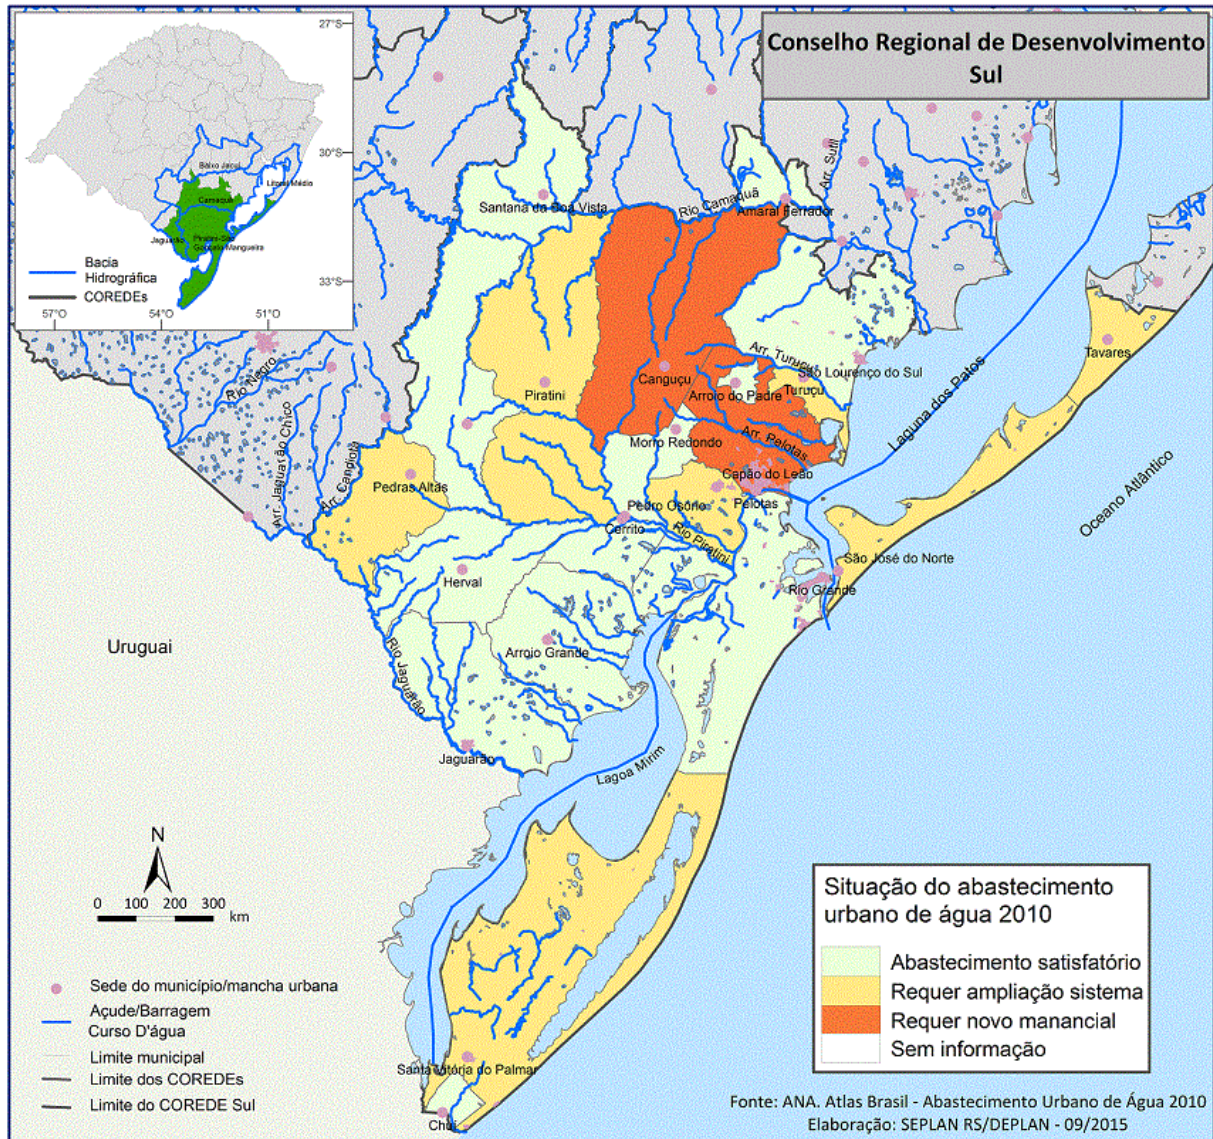 Conselho Regional de Desenvolvimento
Sul
27°S
30°S
33°S
57°O
54°O
51°O
Baixo Jacuí
Litoral Médio
Camaquã
Jaguarão
Piratini-São
Gonçalo-Mangueira
Bacia
Hidrográfica
COREDEs
Arr. Sutil
Santana da Boa Vista
Rio Camaquã
Amaral Ferrador
Tavares
Arr. Turuçu
São Lourenço do Sul
Canguçu
Piratini
Arroio do Padre
Turuçu
Laguna dos Patos
Rio Negro
Arr. Jaguarão Chico
Arr. Candiota
Morro Redondo
Arr. Pelotas
Pedras Altas
Capão do Leão
Pedro Osório
Pelotas
Cerrito
Rio Piratini
Oceano Atlântico
São José do Norte
Herval
Rio Grande
Uruguai
Arroio Grande
Rio Jaguarão
Jaguarão
Lagoa Mirim
N
0 100 200 300
km
Santa Vitória do Palmar
Chuí
Sede do município/mancha urbana
Açude/Barragem
Curso D'água
Limite municipal
Limite dos COREDEs
Limite do COREDE Sul
Situação do abastecimento
urbano de água 2010
Abastecimento satisfatório
Requer ampliação sistema
Requer novo manancial
Sem informação
Fonte: ANA. Atlas Brasil - Abastecimento Urbano de Água 2010
Elaboração: SEPLAN RS/DEPLAN - 09/2015